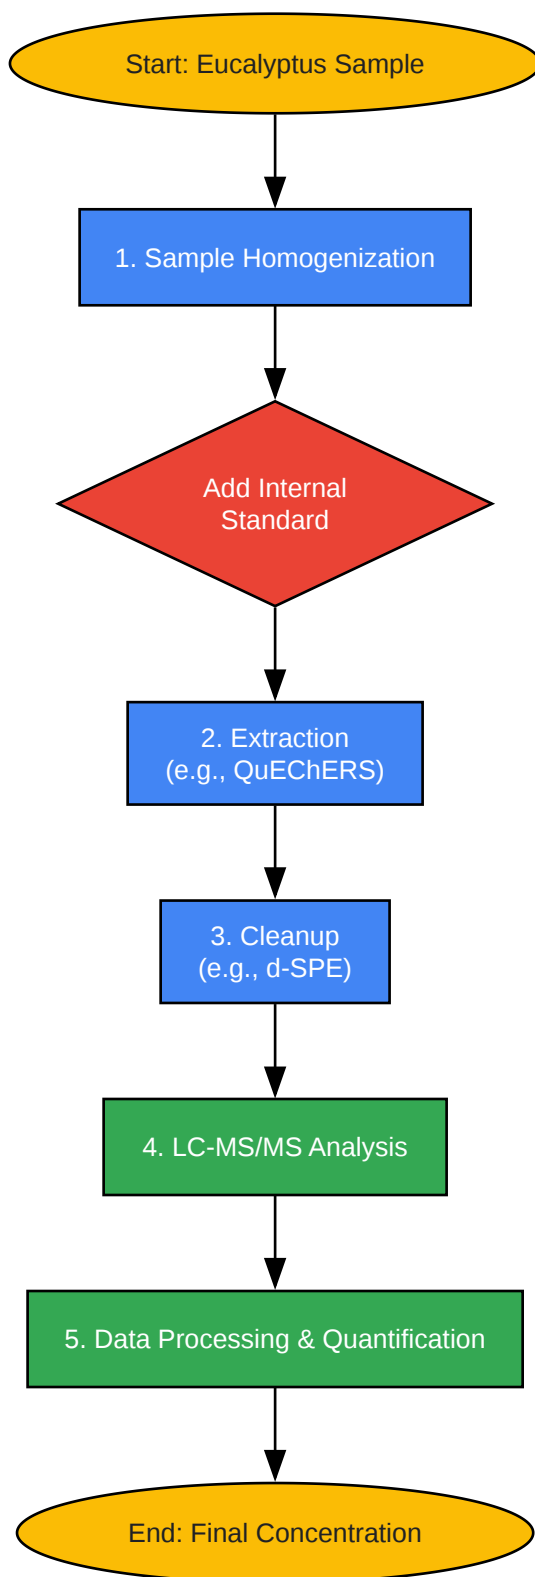 Start: Eucalyptus Sample
1. Sample Homogenization
Add Internal
Standard
2. Extraction
(e.g., QuEChERS)
3. Cleanup
(e.g., d-SPE)
4. LC-MS/MS Analysis
5. Data Processing & Quantification
End: Final Concentration